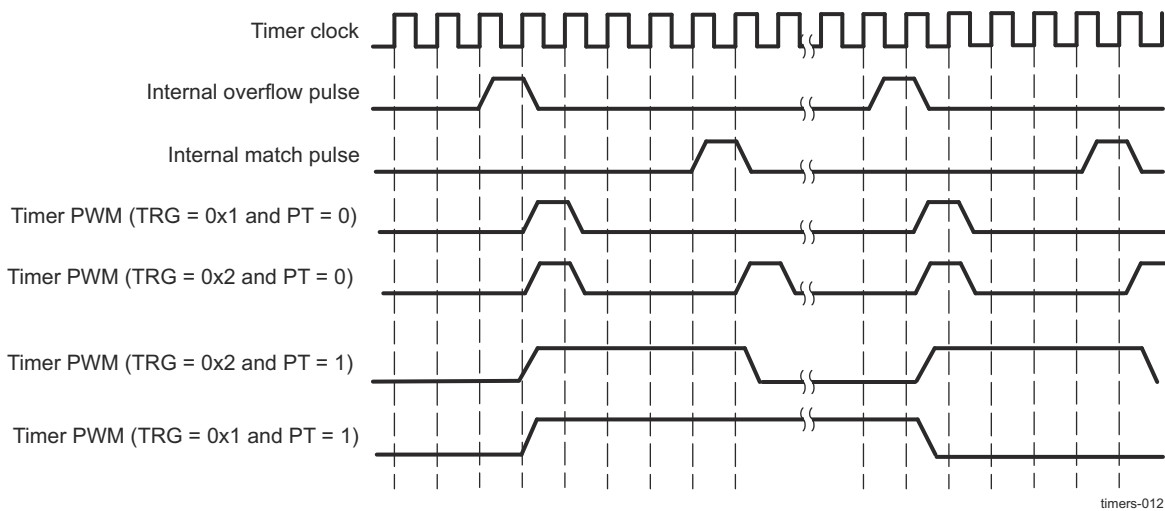 Timer clock
Internal overflow pulse
Internal match pulse
Timer PWM (TRG = 0x1 and PT = 0)
Timer PWM (TRG = 0x2 and PT = 0)
Timer PWM (TRG = 0x2 and PT = 1)
Timer PWM (TRG = 0x1 and PT = 1)
timers-012